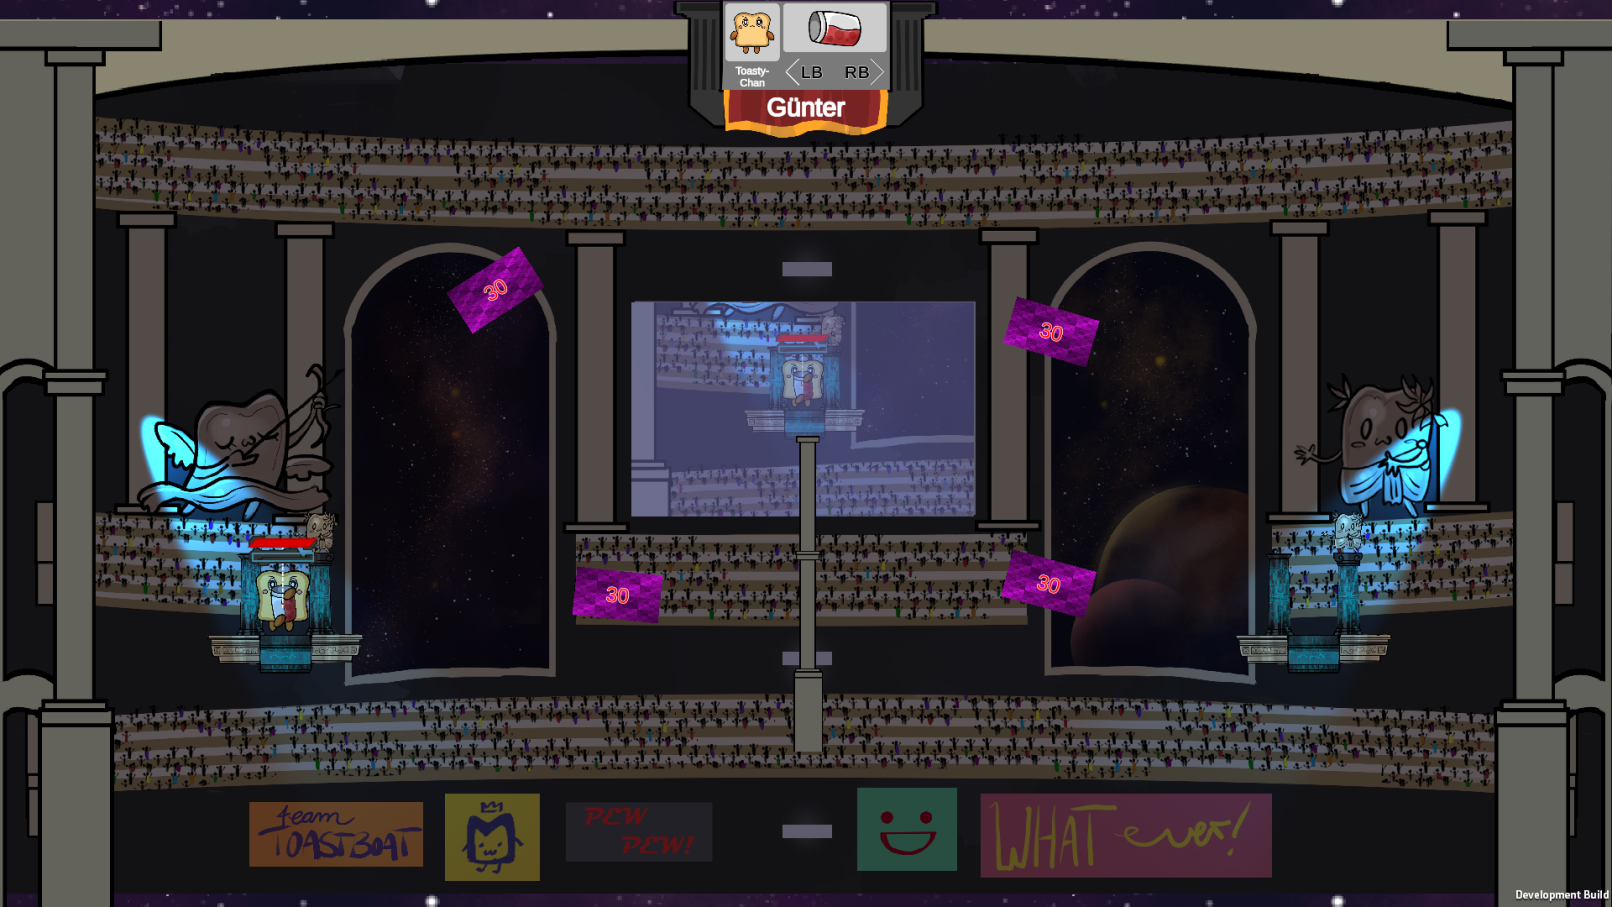 Toasty-
Chan
LB RB
Günter
30
30
30
30
team
TOASTBOAT
PEW
PEW!
WHAT ever!
Development Build